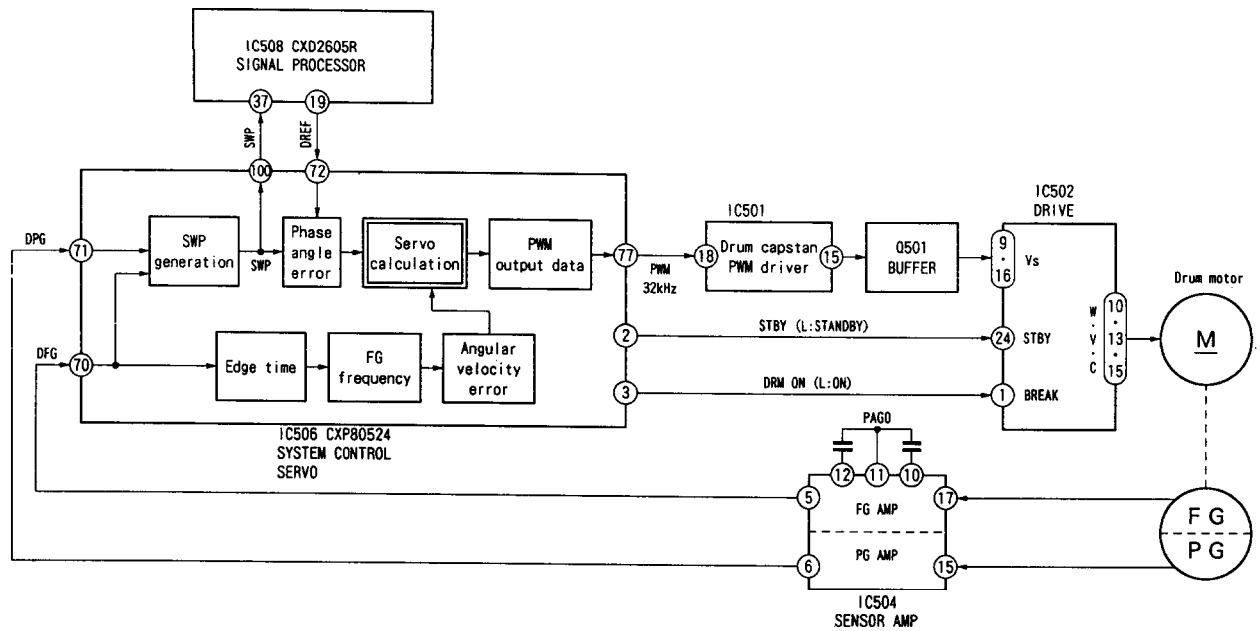 IC508 CXD2605R
SIGNAL PROCESSOR
37
19
SWP
DREF
100
72
IC502
DRIVE
DPG
71
SWP
generation
SWP
Phase
angle
error
Servo
calculation
PWM
output data
77
PWM
32kHz
IC501
18
Drum capstan
PWM driver
15
Q501
BUFFER
9
16
Vs
Drum motor
M
DFG
70
Edge time
FG
frequency
Angular
velocity
error
2
STBY (L:STANDBY)
24
STBY
W・V・C
10
13
15
3
DRM ON (L:ON)
1
BREAK
IC506 CXP80524
SYSTEM CONTROL
SERVO
PAGO
12
11
10
5
FG AMP
17
FG
PG
6
PG AMP
15
IC504
SENSOR AMP